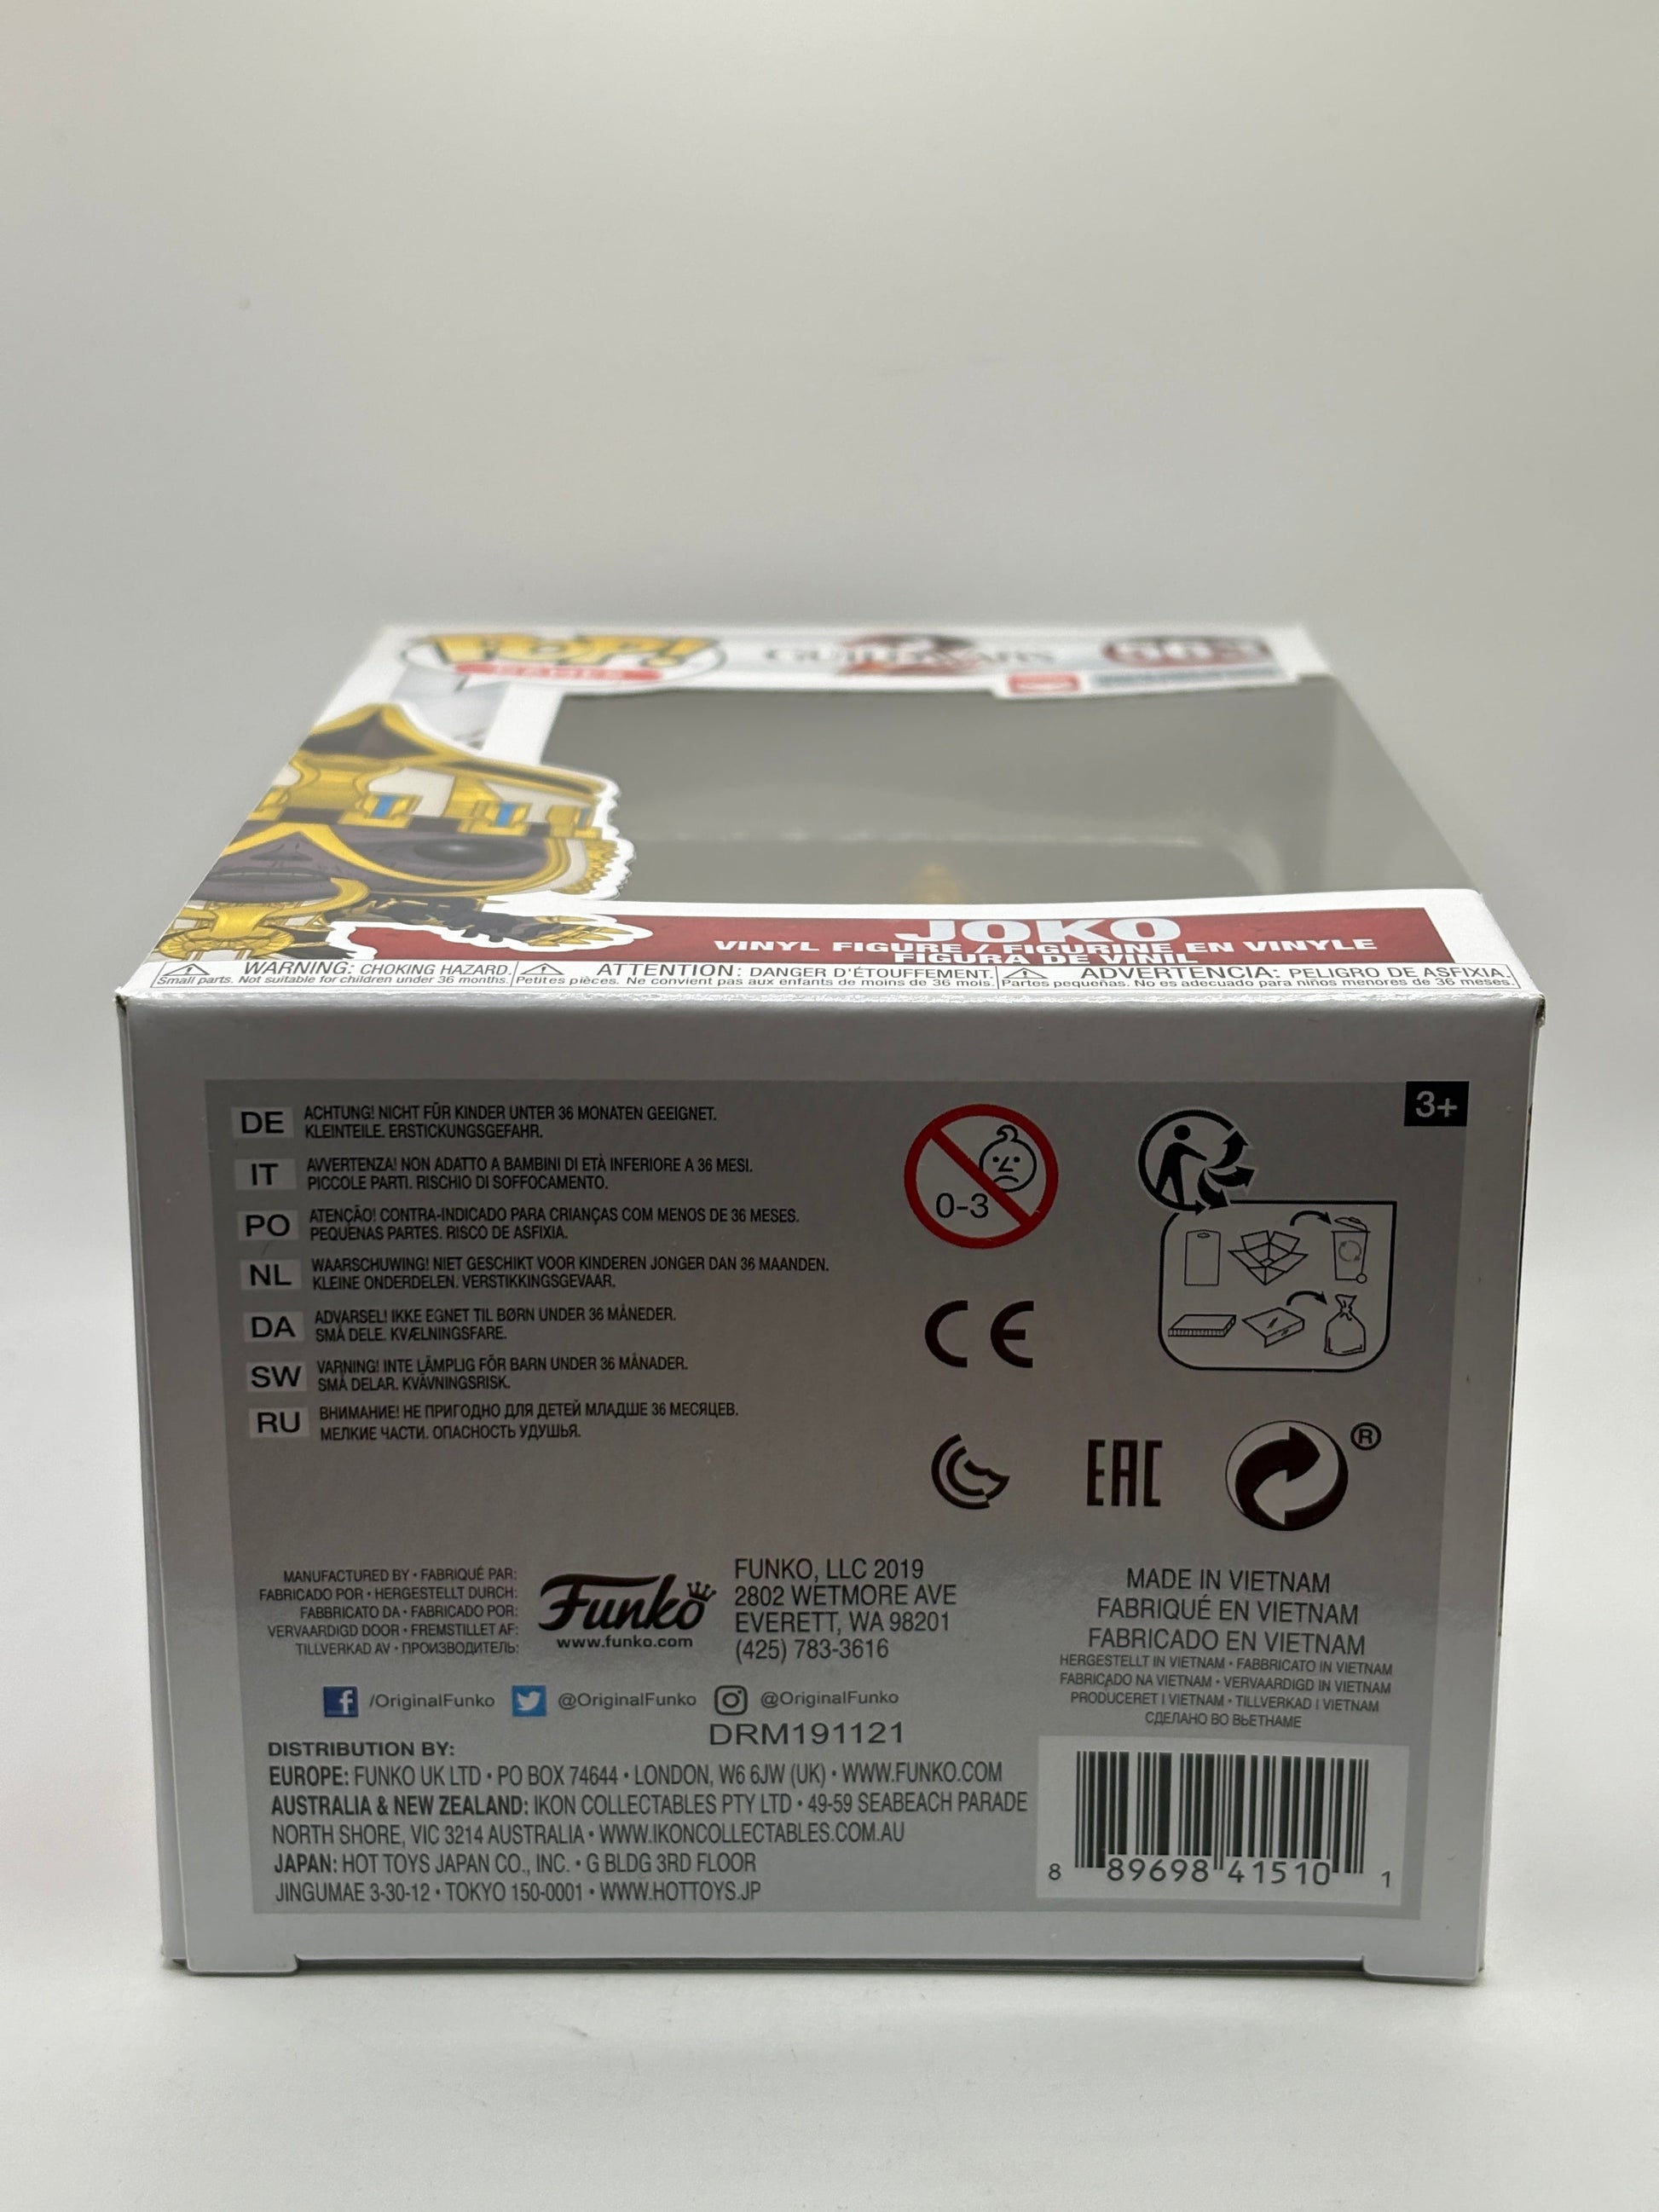 POP!
GAMES
GUILD WARS
563
JOKO
VINYL FIGURE / FIGURINE EN VINYLE
FIGURA DE VINIL
WARNING: CHOKING HAZARD.
Small parts. Not suitable for children under 36 months.
ATTENTION: DANGER D'ÉTOUFFEMENT.
Petites pièces. Ne convient pas aux enfants de moins de 36 mois.
ADVERTENCIA: PELIGRO DE ASFIXIA.
Partes pequeñas. No es adecuado para niños menores de 36 meses.
3+
DE ACHTUNG! NICHT FÜR KINDER UNTER 36 MONATEN GEEIGNET.
KLEINTEILE. ERSTICKUNGSGEFAHR.
IT AVVERTENZA! NON ADATTO A BAMBINI DI ETÀ INFERIORE A 36 MESI.
PICCOLE PARTI. RISCHIO DI SOFFOCAMENTO.
PO ATENÇÃO! CONTRA-INDICADO PARA CRIANÇAS COM MENOS DE 36 MESES.
PEQUENAS PARTES. RISCO DE ASFIXIA.
NL WAARSCHUWING! NIET GESCHIKT VOOR KINDEREN JONGER DAN 36 MAANDEN.
KLEINE ONDERDELEN. VERSTIKKINGSGEVAAR.
DA ADVARSEL! IKKE EGNET TIL BØRN UNDER 36 MÅNEDER.
SMÅ DELE. KVÆLNINGSFARE.
SW VARNING! INTE LÄMPLIG FÖR BARN UNDER 36 MÅNADER.
SMÅ DELAR. KVÄVNINGSRISK.
RU ВНИМАНИЕ! НЕ ПРИГОДНО ДЛЯ ДЕТЕЙ МЛАДШЕ 36 МЕСЯЦЕВ.
МЕЛКИЕ ЧАСТИ. ОПАСНОСТЬ УДУШЬЯ.
0-3
CE
EAC
®
MANUFACTURED BY • FABRIQUÉ PAR:
FABRICADO POR • HERGESTELLT DURCH:
FABBRICATO DA • FABRICADO POR:
VERVAARDIGD DOOR • FREMSTILLET AF:
TILLVERKAD AV • ПРОИЗВОДИТЕЛЬ:
Funko
www.funko.com
FUNKO, LLC 2019
2802 WETMORE AVE
EVERETT, WA 98201
(425) 783-3616
MADE IN VIETNAM
FABRIQUÉ EN VIETNAM
FABRICADO EN VIETNAM
HERGESTELLT IN VIETNAM • FABBRICATO IN VIETNAM
FABRICADO NA VIETNAM • VERVAARDIGD IN VIETNAM
PRODUCERET I VIETNAM • TILLVERKAD I VIETNAM
СДЕЛАНО ВО ВЬЕТНАМЕ
f /OriginalFunko @OriginalFunko @OriginalFunko
DRM191121
DISTRIBUTION BY:
EUROPE: FUNKO UK LTD • PO BOX 74644 • LONDON, W6 6JW (UK) • WWW.FUNKO.COM
AUSTRALIA & NEW ZEALAND: IKON COLLECTABLES PTY LTD • 49-59 SEABEACH PARADE
NORTH SHORE, VIC 3214 AUSTRALIA • WWW.IKONCOLLECTABLES.COM.AU
JAPAN: HOT TOYS JAPAN CO., INC. • G BLDG 3RD FLOOR
JINGUMAE 3-30-12 • TOKYO 150-0001 • WWW.HOTTOYS.JP
8 89698 41510 1